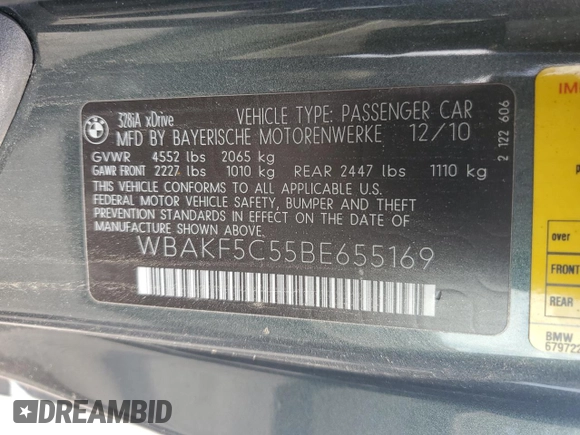 BMW
328iA xDrive
VEHICLE TYPE: PASSENGER CAR
MFD BY BAYERISCHE MOTORENWERKE 12/10
GVWR 4552 lbs 2065 kg
GAWR FRONT 2227 lbs 1010 kg REAR 2447 lbs 1110 kg
THIS VEHICLE CONFORMS TO ALL APPLICABLE U.S.
FEDERAL MOTOR VEHICLE SAFETY, BUMPER AND THEFT
PREVENTION STANDARDS IN EFFECT ON THE DATE OF
MANUFACTURE SHOWN ABOVE.
WBAKF5C55BE655169
2 122 606
over
FRONT
REAR
BMW
67972
DREAMBID